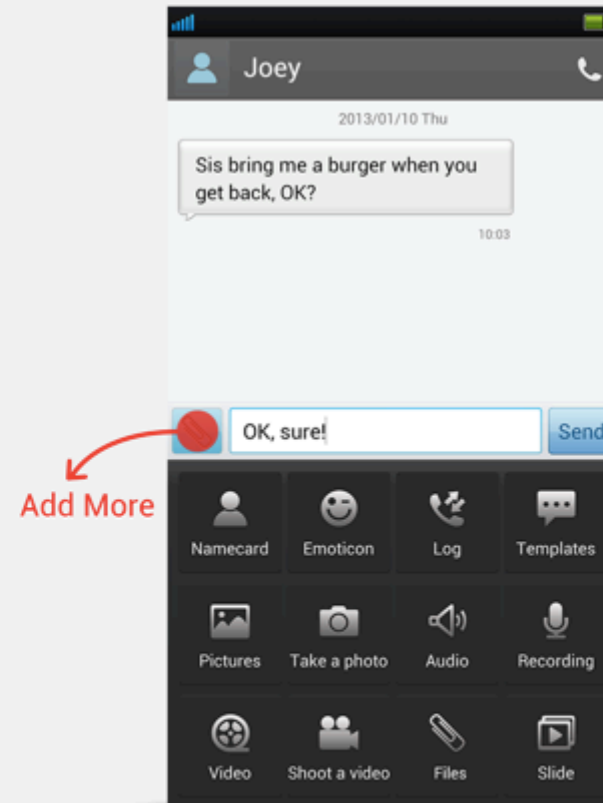 Joey
2013/01/10 Thu
Sis bring me a burger when you
get back, OK?
10:03
OK, sure!
Send
Add More
Namecard
Emoticon
Log
Templates
Pictures
Take a photo
Audio
Recording
Video
Shoot a video
Files
Slide